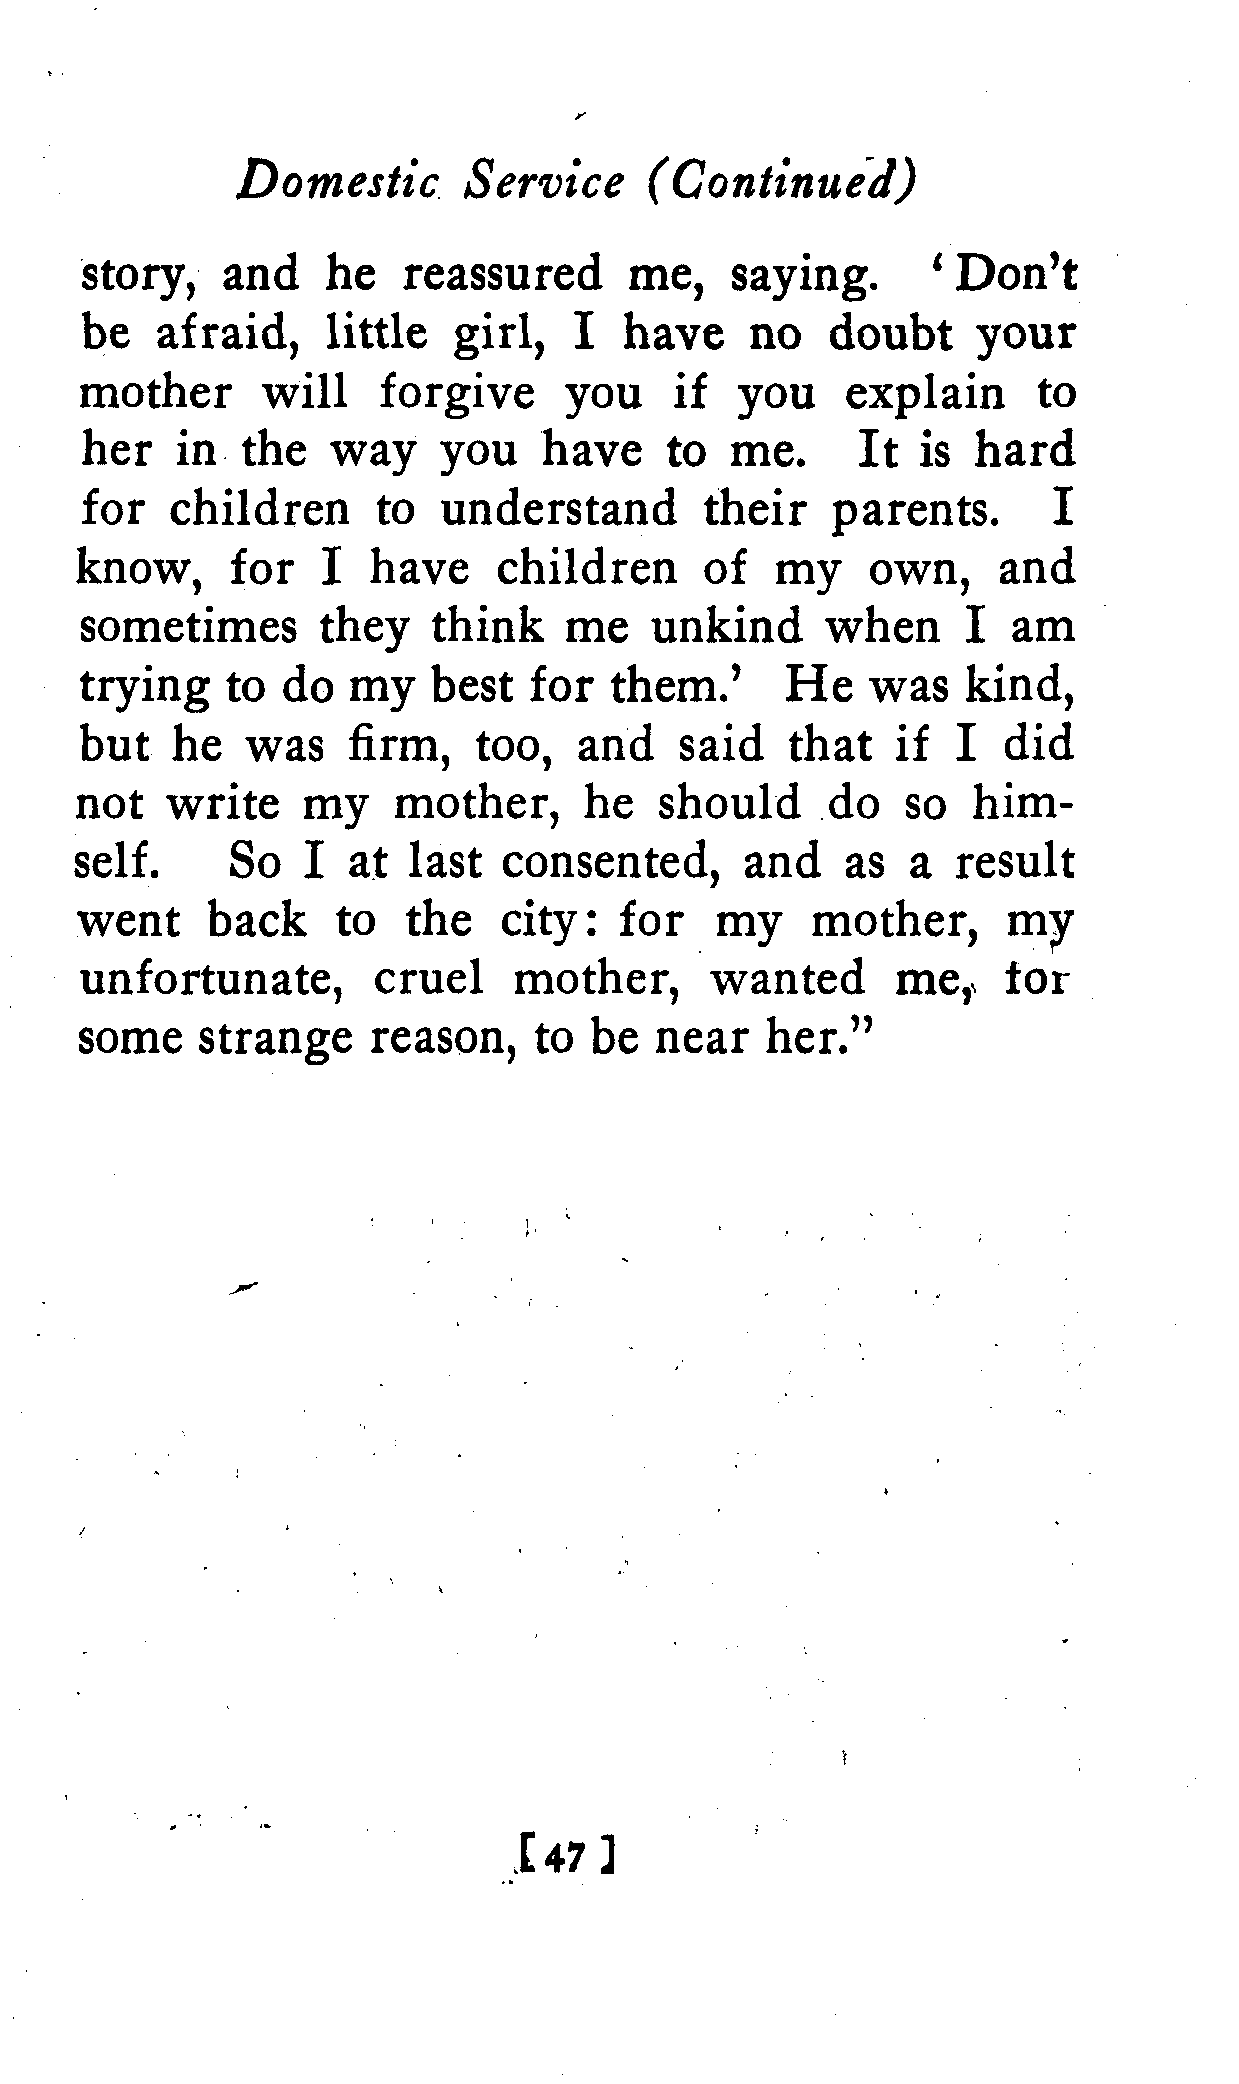 Domestic Service (Continued)
story, and he reassured me, saying. ‘Don’t
be afraid, little girl, I have no doubt your
mother will forgive you if you explain to
her in the way you have to me. It is hard
for children to understand their parents. I
know, for I have children of my own, and
sometimes they think me unkind when I am
trying to do my best for them.’ He was kind,
but he was firm, too, and said that if I did
not write my mother, he should do so him-
self. So I at last consented, and as a result
went back to the city: for my mother, my
unfortunate, cruel mother, wanted me, for
some strange reason, to be near her.”
[ 47 ]